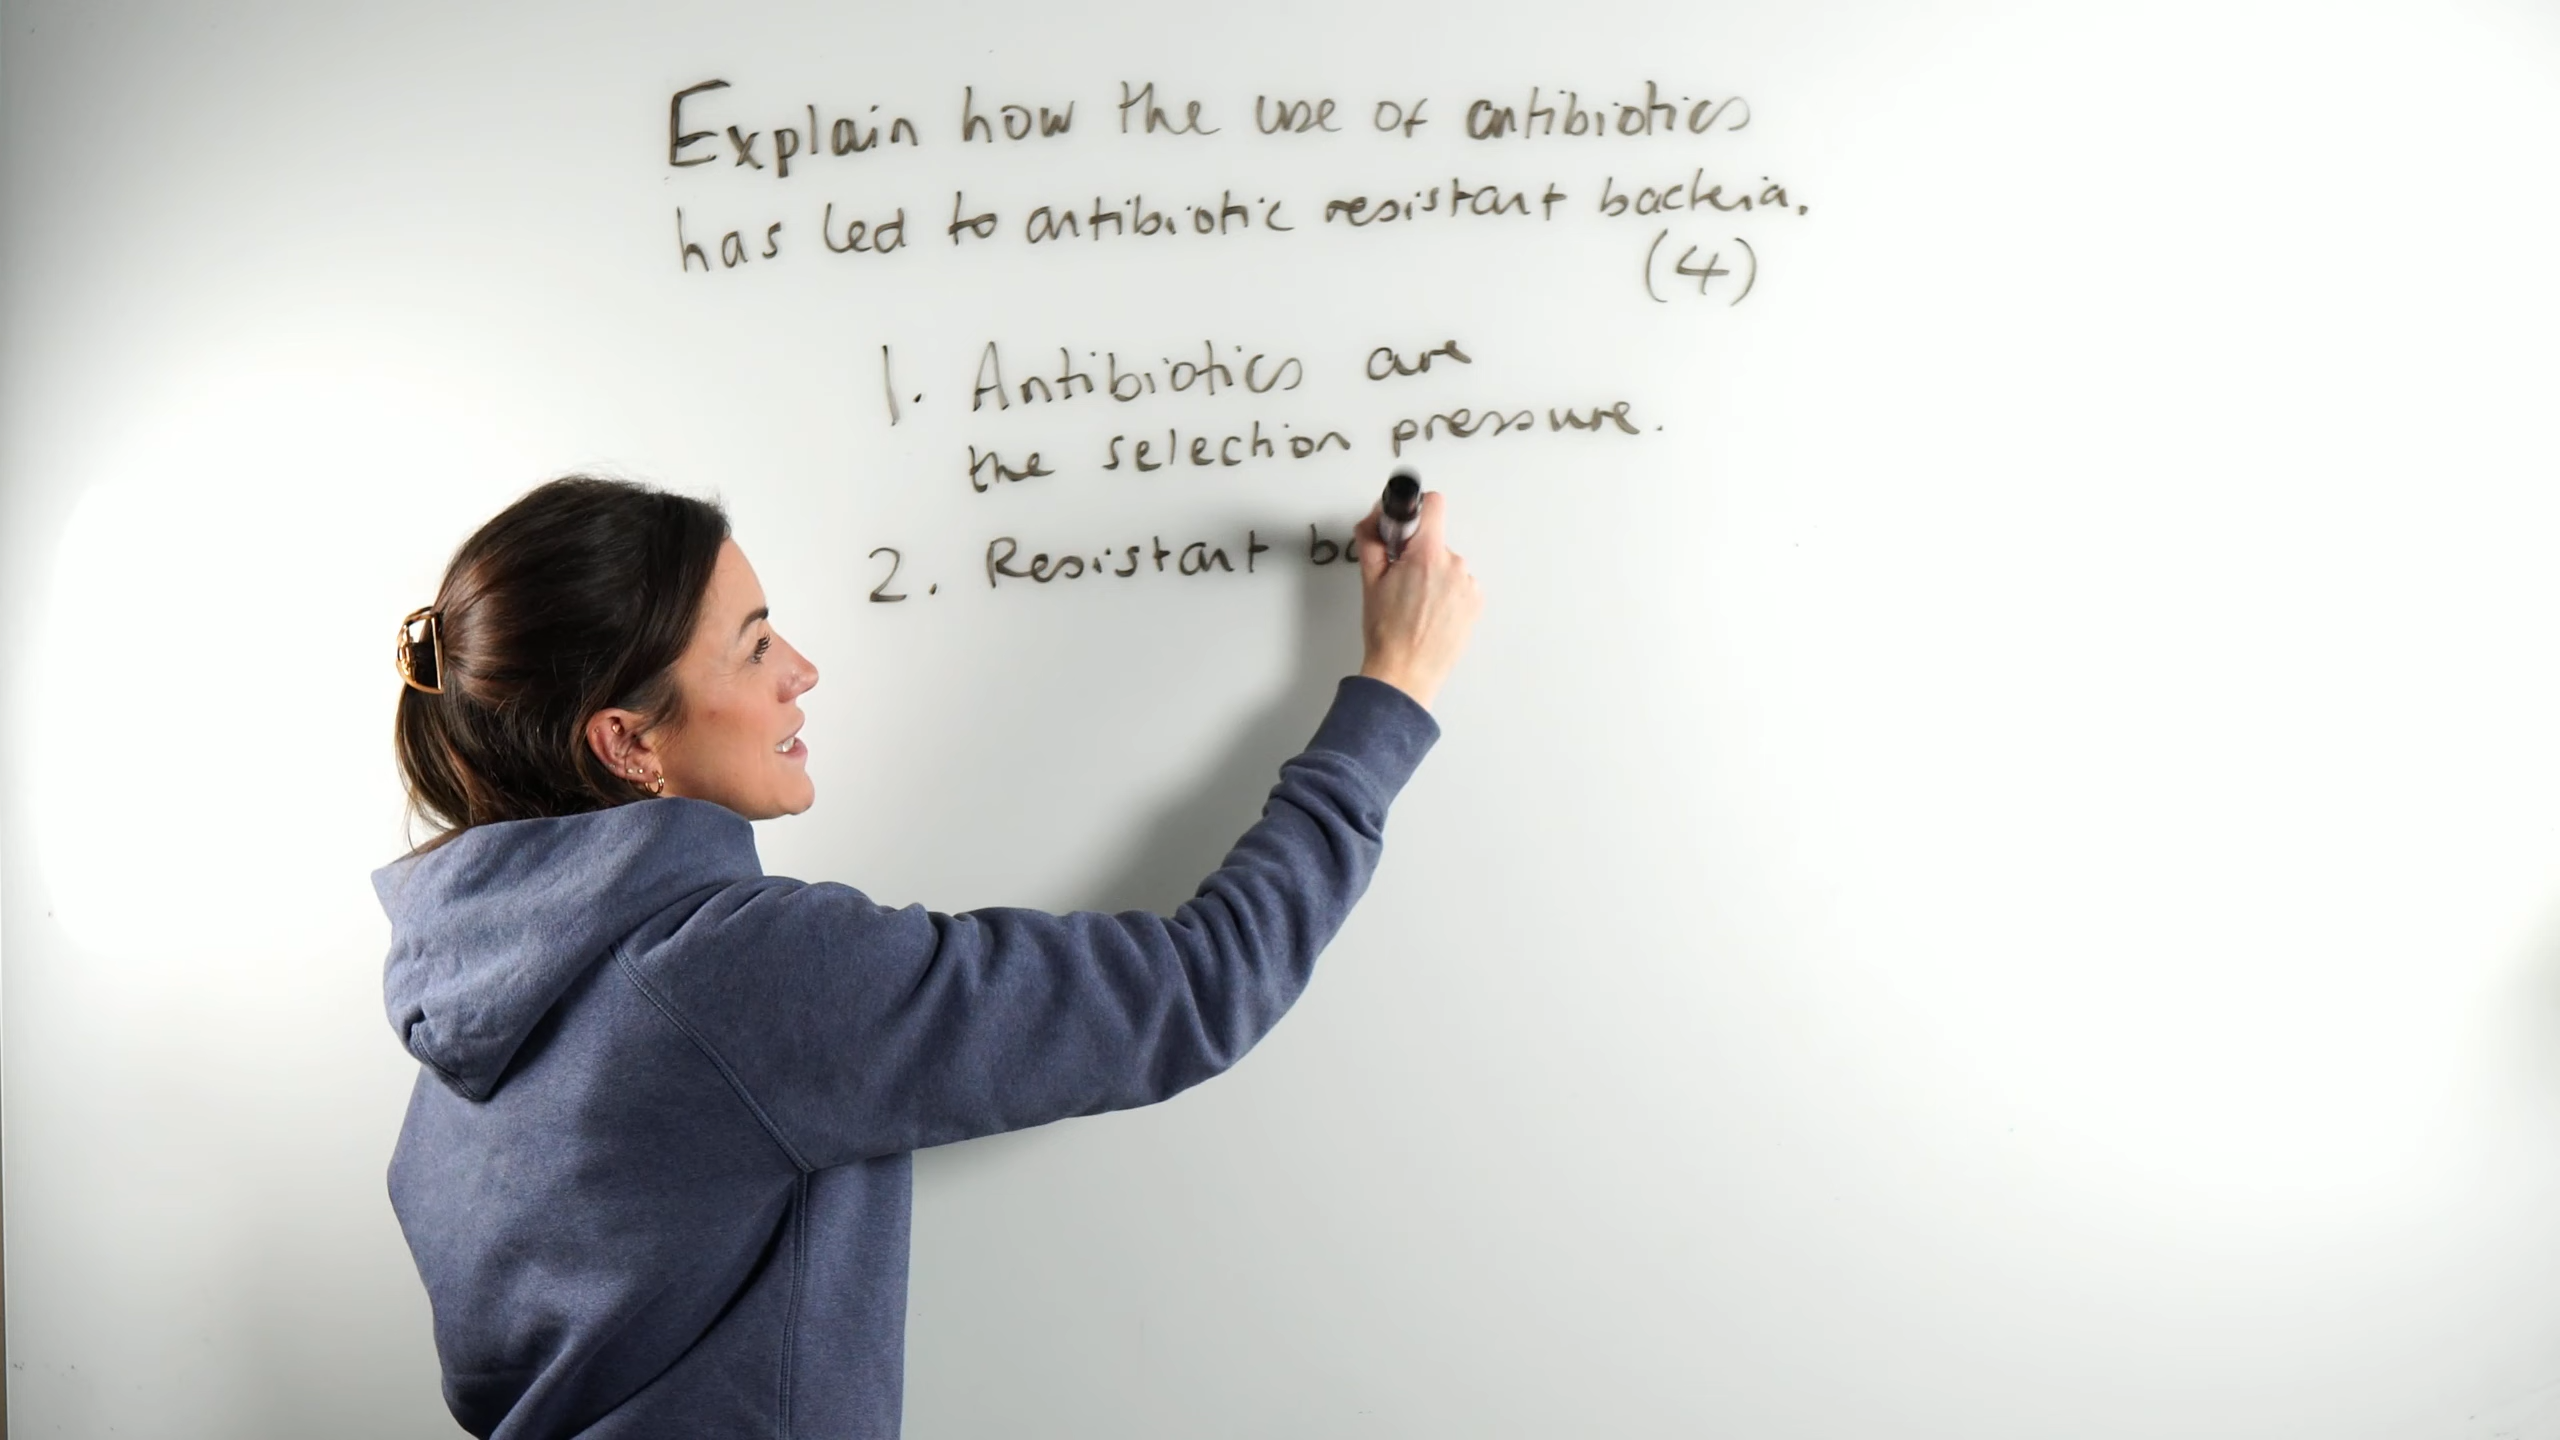 Explain how the use of antibiotics
has led to antibiotic resistant bacteria.
(4)
1. Antibiotics are
the selection pressure.
2. Resistant ba